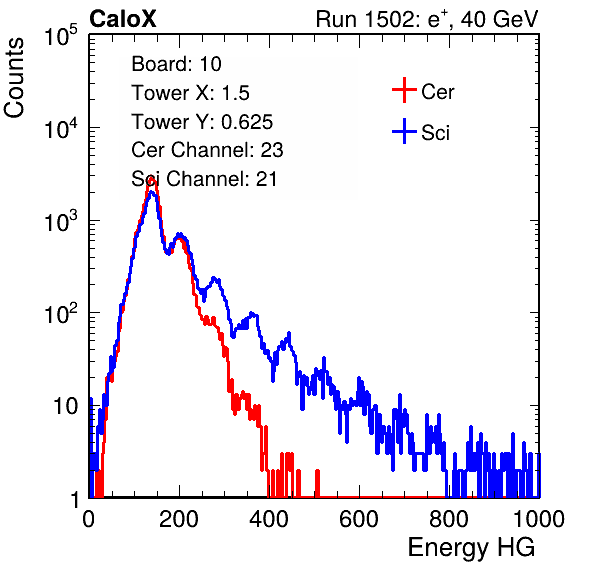 CaloX Run 1502: e⁺, 40 GeV
Counts
10⁵
10⁴
10³
10²
10
1
Board: 10
Tower X: 1.5
Tower Y: 0.625
Cer Channel: 23
Sci Channel: 21
Cer
Sci
0 200 400 600 800 1000
Energy HG